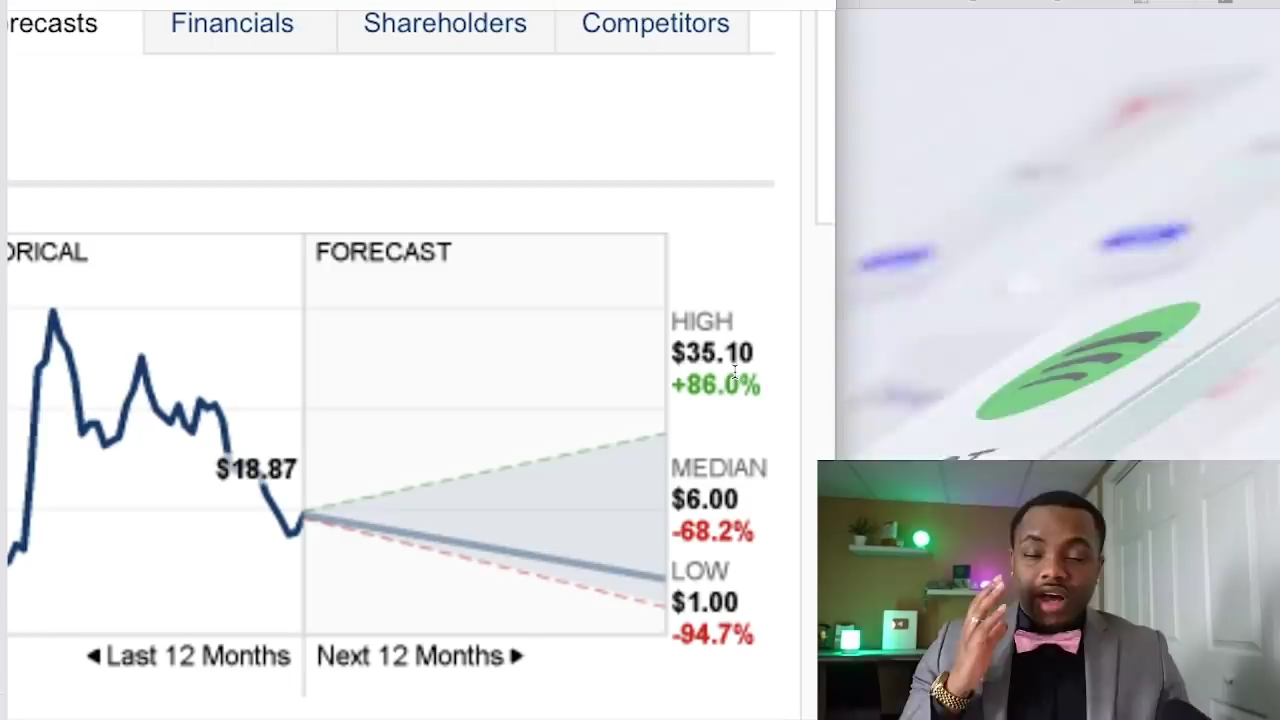 recasts
Financials
Shareholders
Competitors
ORICAL
FORECAST
HIGH
$35.10
+86.0%
$18.87
MEDIAN
$6.00
-68.2%
LOW
$1.00
-94.7%
Last 12 Months
Next 12 Months